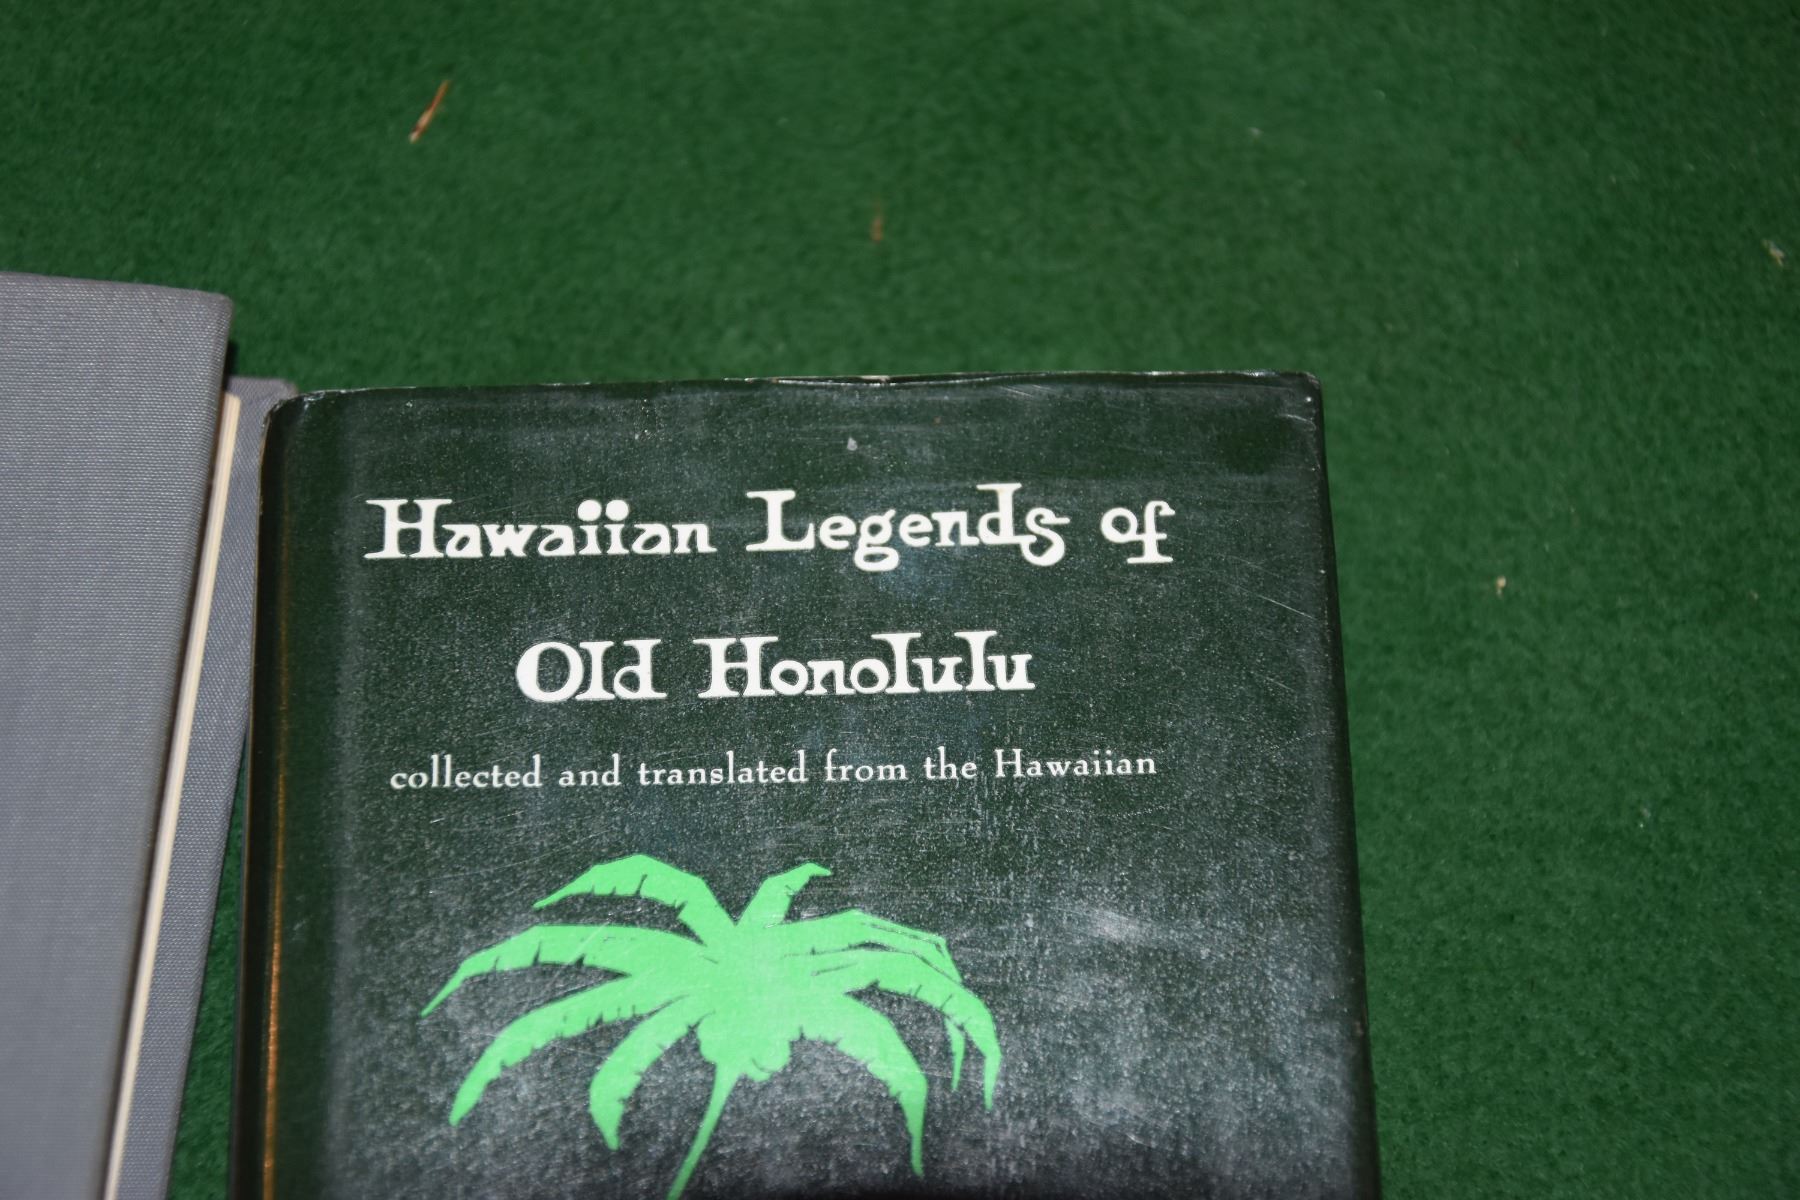 Hawaiian Legends of
Old Honolulu
collected and translated from the Hawaiian